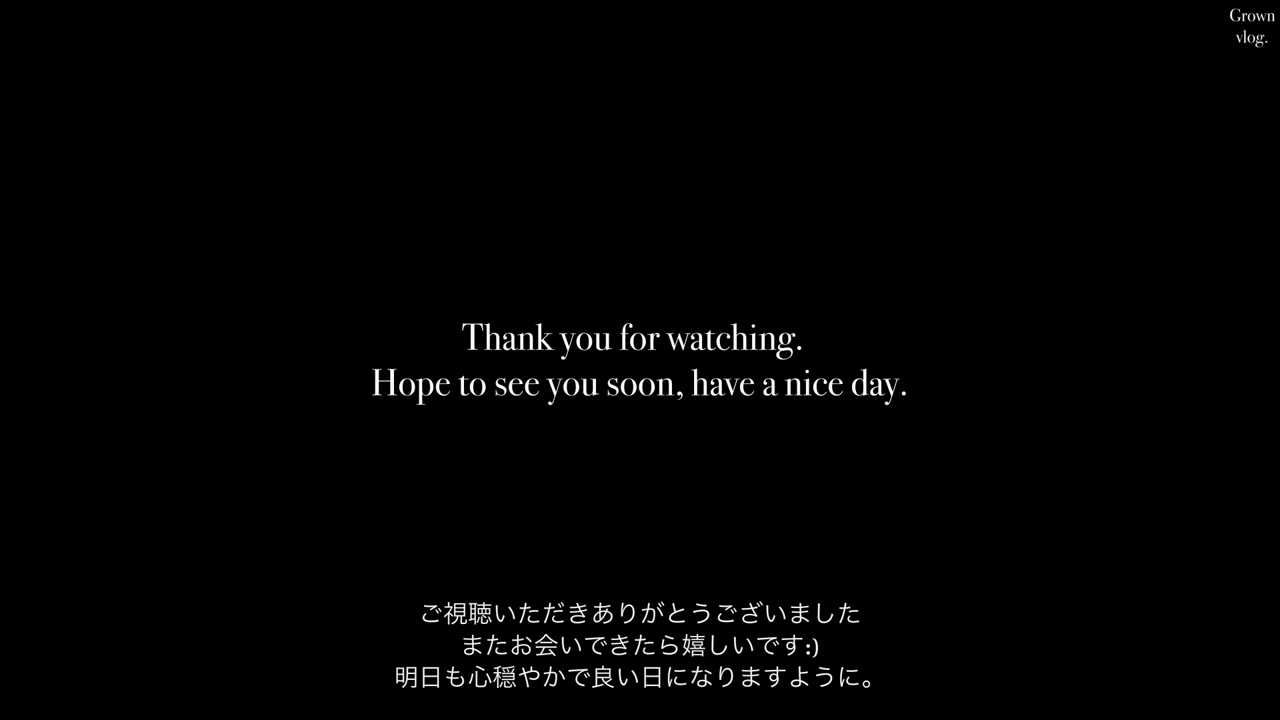 Grown
vlog.
Thank you for watching.
Hope to see you soon, have a nice day.
ご視聴いただきありがとうございました
またお会いできたら嬉しいです:)
明日も心穏やかで良い日になりますように。